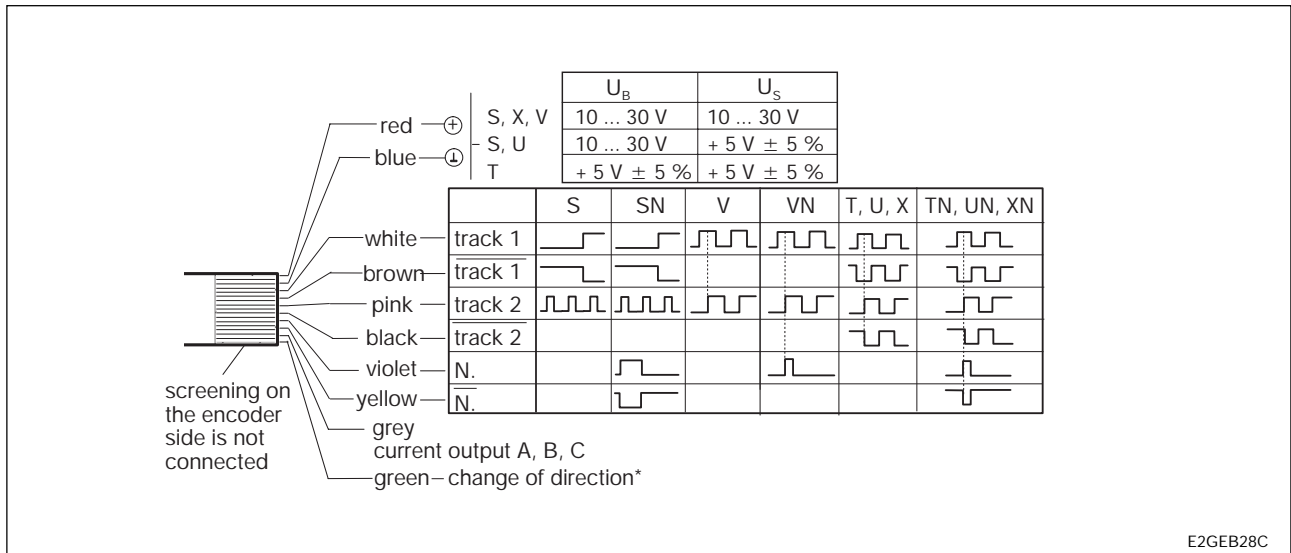 U_B U_S
red S, X, V 10 ... 30 V 10 ... 30 V
blue S, U 10 ... 30 V + 5 V ± 5 %
T + 5 V ± 5 % + 5 V ± 5 %
S SN V VN T, U, X TN, UN, XN
white track 1
brown track 1
pink track 2
black track 2
violet N.
yellow N.
grey
current output A, B, C
green – change of direction*
screening on
the encoder
side is not
connected
E2GEB28C